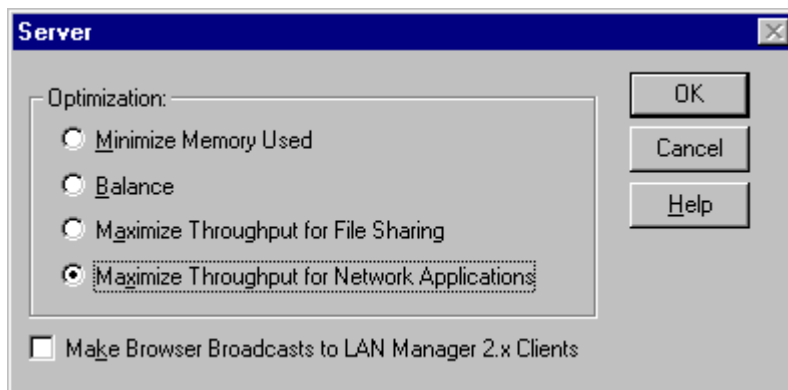 Server
Optimization:
Minimize Memory Used
Balance
Maximize Throughput for File Sharing
Maximize Throughput for Network Applications
Make Browser Broadcasts to LAN Manager 2.x Clients
OK
Cancel
Help